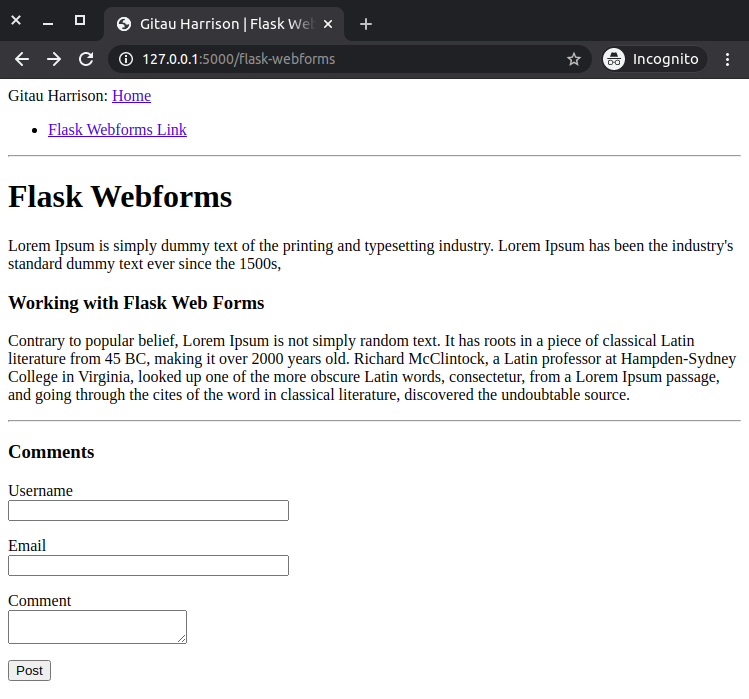 Gitau Harrison | Flask Web
127.0.0.1:5000/flask-webforms
Incognito
Gitau Harrison: Home
Flask Webforms Link
Flask Webforms
Lorem Ipsum is simply dummy text of the printing and typesetting industry. Lorem Ipsum has been the industry's
standard dummy text ever since the 1500s,
Working with Flask Web Forms
Contrary to popular belief, Lorem Ipsum is not simply random text. It has roots in a piece of classical Latin
literature from 45 BC, making it over 2000 years old. Richard McClintock, a Latin professor at Hampden-Sydney
College in Virginia, looked up one of the more obscure Latin words, consectetur, from a Lorem Ipsum passage,
and going through the cites of the word in classical literature, discovered the undoubtable source.
Comments
Username
Email
Comment
Post